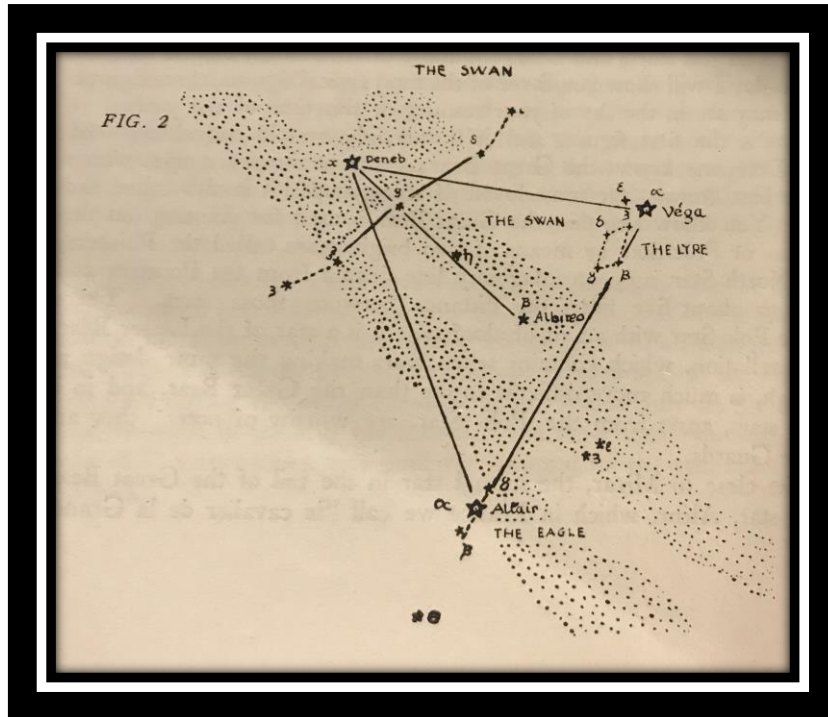 THE SWAN
FIG. 2
δ
α Deneb
ε
α
γ
THE SWAN
Véga
δ
ζ
THE LYRE
η
γ
β
β
Albireo
γ
α Altair
THE EAGLE
β
θ